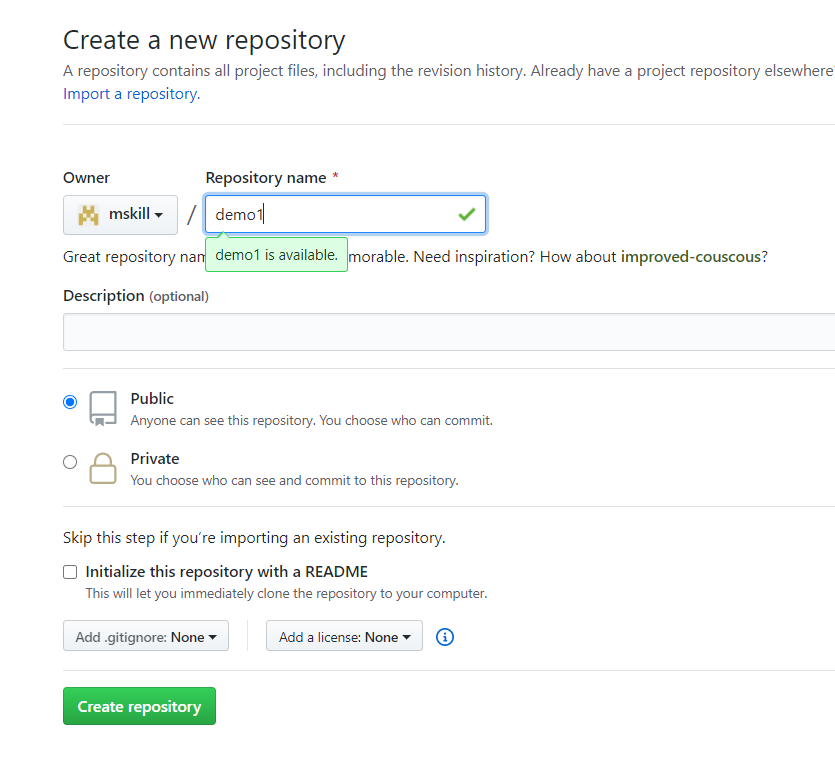 Create a new repository
A repository contains all project files, including the revision history. Already have a project repository elsewhere?
Import a repository.
Owner
Repository name *
mskill
/
demo1
demo1 is available.
Great repository morable. Need inspiration? How about improved-couscous?
Description (optional)
Public
Anyone can see this repository. You choose who can commit.
Private
You choose who can see and commit to this repository.
Skip this step if you're importing an existing repository.
Initialize this repository with a README
This will let you immediately clone the repository to your computer.
Add .gitignore: None
Add a license: None
Create repository